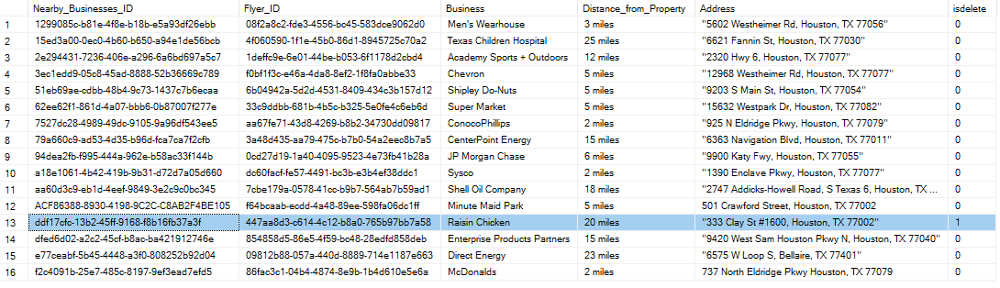 Nearby_Businesses_ID Flyer_ID Business Distance_from_Property Address isdelete
1 1299085c-b81e-4f8e-b18b-e5a93df26ebb 08f2a8c2-fde3-4556-bc45-583dce9062d0 Men's Wearhouse 3 miles "5602 Westheimer Rd, Houston, TX 77056" 0
2 15ed3a00-0ec0-4b60-b650-a94e1de56bcb 4f060590-1f1e-45b0-86d1-8945725c70a2 Texas Children Hospital 25 miles "6621 Fannin St, Houston, TX 77030" 0
3 2e294431-7236-406e-a296-6a6bd697a5c7 1deffc9e-6e01-44be-b053-6f1178d2cbd4 Academy Sports + Outdoors 12 miles "2320 Hwy 6, Houston, TX 77077" 0
4 3ec1edd9-05c8-45ad-8888-52b36669c789 f0bf1f3c-e46a-4da8-8ef2-1f8fa0abbe33 Chevron 5 miles "12968 Westheimer Rd, Houston, TX 77077" 0
5 51eb69ae-cdbb-48b4-9c73-1437c7b6ecaa 6b04942a-5d2d-4531-8409-434c3b157d12 Shipley Do-Nuts 5 miles "9203 S Main St, Houston, TX 77054" 0
6 62ee62f1-861d-4a07-bbb6-0b87007f277e 33c9ddbb-681b-4b5c-b325-5e0fe4c6eb6d Super Market 5 miles "15632 Westpark Dr, Houston, TX 77082" 0
7 7527dc28-4989-49dc-9105-9a96df543ee5 aa67fe71-43d8-4269-b8b2-34730dd09817 ConocoPhillips 2 miles "925 N Eldridge Pkwy, Houston, TX 77079" 0
8 79a660c9-ad53-4d35-b96d-fca7ca7f2cfb 3a48d435-aa79-475c-b7b0-54a2eec8b7a5 CenterPoint Energy 15 miles "6363 Navigation Blvd, Houston, TX 77011" 0
9 94dea2fb-f995-444a-962e-b58ac33f144b 0cd27d19-1a40-4095-9523-4e73fb41b28a JP Morgan Chase 6 miles "9900 Katy Fwy, Houston, TX 77055" 0
10 a18e1061-4b42-419b-9b31-d72d7a05d660 dc60facf-fe57-4491-bc3b-e3b4ef38ddc1 Sysco 2 miles "1390 Enclave Pkwy, Houston, TX 77077" 0
11 aa60d3c9-eb1d-4eef-9849-3e2c9c0bc345 7cbe179a-0578-41cc-b9b7-564ab7b59ad1 Shell Oil Company 18 miles "2747 Addicks-Howell Road, S Texas 6, Houston, TX ... 0
12 ACF86388-8930-4198-9C2C-C8AB2F4BE105 f64bcaab-ecdd-4a48-89ee-598fa06dc1ff Minute Maid Park 5 miles 501 Crawford Street, Houston, TX 77002 0
13 ddf17cfc-13b2-45ff-9168-f8b16fb37a3f 447aa8d3-c614-4c12-b8a0-765b97bb7a58 Raisin Chicken 20 miles "333 Clay St #1600, Houston, TX 77002" 1
14 dfed6d02-a2c2-45cf-b8ac-ba421912746e 854858d5-86e5-4f59-bc48-28edfd858deb Enterprise Products Partners 15 miles "9420 West Sam Houston Pkwy N, Houston, TX 77040" 0
15 e77ceabf-5b45-4448-a3f0-808252b92d04 09812b88-057a-440d-8889-714e1187e663 Direct Energy 23 miles "6575 W Loop S, Bellaire, TX 77401" 0
16 f2c4091b-25e7-485c-8197-9ef3ead7efd5 86fac3c1-04b4-4874-8e9b-1b4d610e5e6a McDonalds 2 miles 737 North Eldridge Pkwy Houston, TX 77079 0